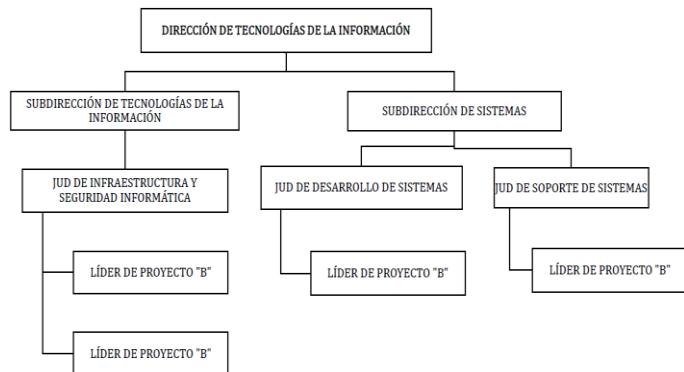 DIRECCIÓN DE TECNOLOGÍAS DE LA INFORMACIÓN
SUBDIRECCIÓN DE TECNOLOGÍAS DE LA
INFORMACIÓN
SUBDIRECCIÓN DE SISTEMAS
JUD DE INFRAESTRUCTURA Y
SEGURIDAD INFORMÁTICA
JUD DE DESARROLLO DE SISTEMAS
JUD DE SOPORTE DE SISTEMAS
LÍDER DE PROYECTO "B"
LÍDER DE PROYECTO "B"
LÍDER DE PROYECTO "B"
LÍDER DE PROYECTO "B"